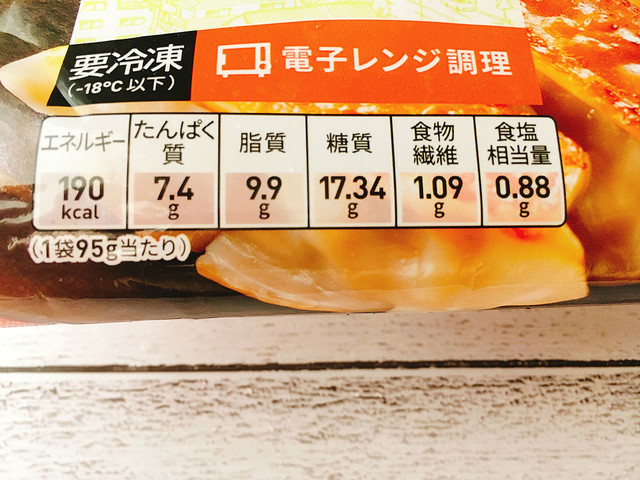 要冷凍
(-18℃以下)
電子レンジ調理
エネルギー
190
kcal
たんぱく
質
7.4
g
脂質
9.9
g
糖質
17.34
g
食物
繊維
1.09
g
食塩
相当量
0.88
g
(1袋95g当たり)